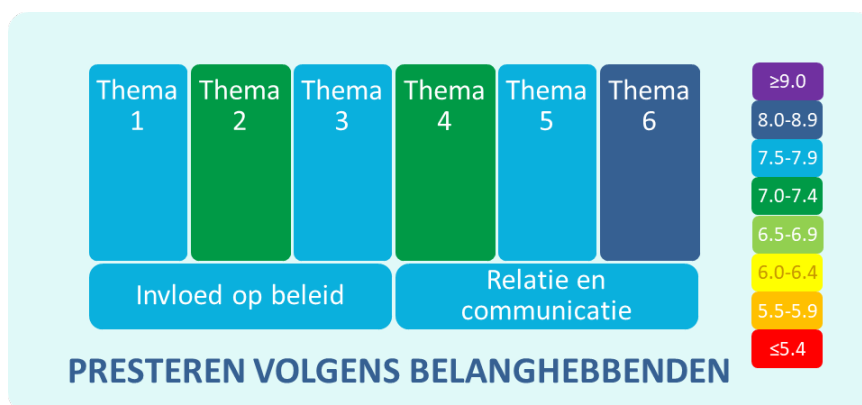 Thema
1
Thema
2
Thema
3
Thema
4
Thema
5
Thema
6
Invloed op beleid
Relatie en
communicatie
PRESTEREN VOLGENS BELANGHEBBENDEN
≥9.0
8.0-8.9
7.5-7.9
7.0-7.4
6.5-6.9
6.0-6.4
5.5-5.9
≤5.4